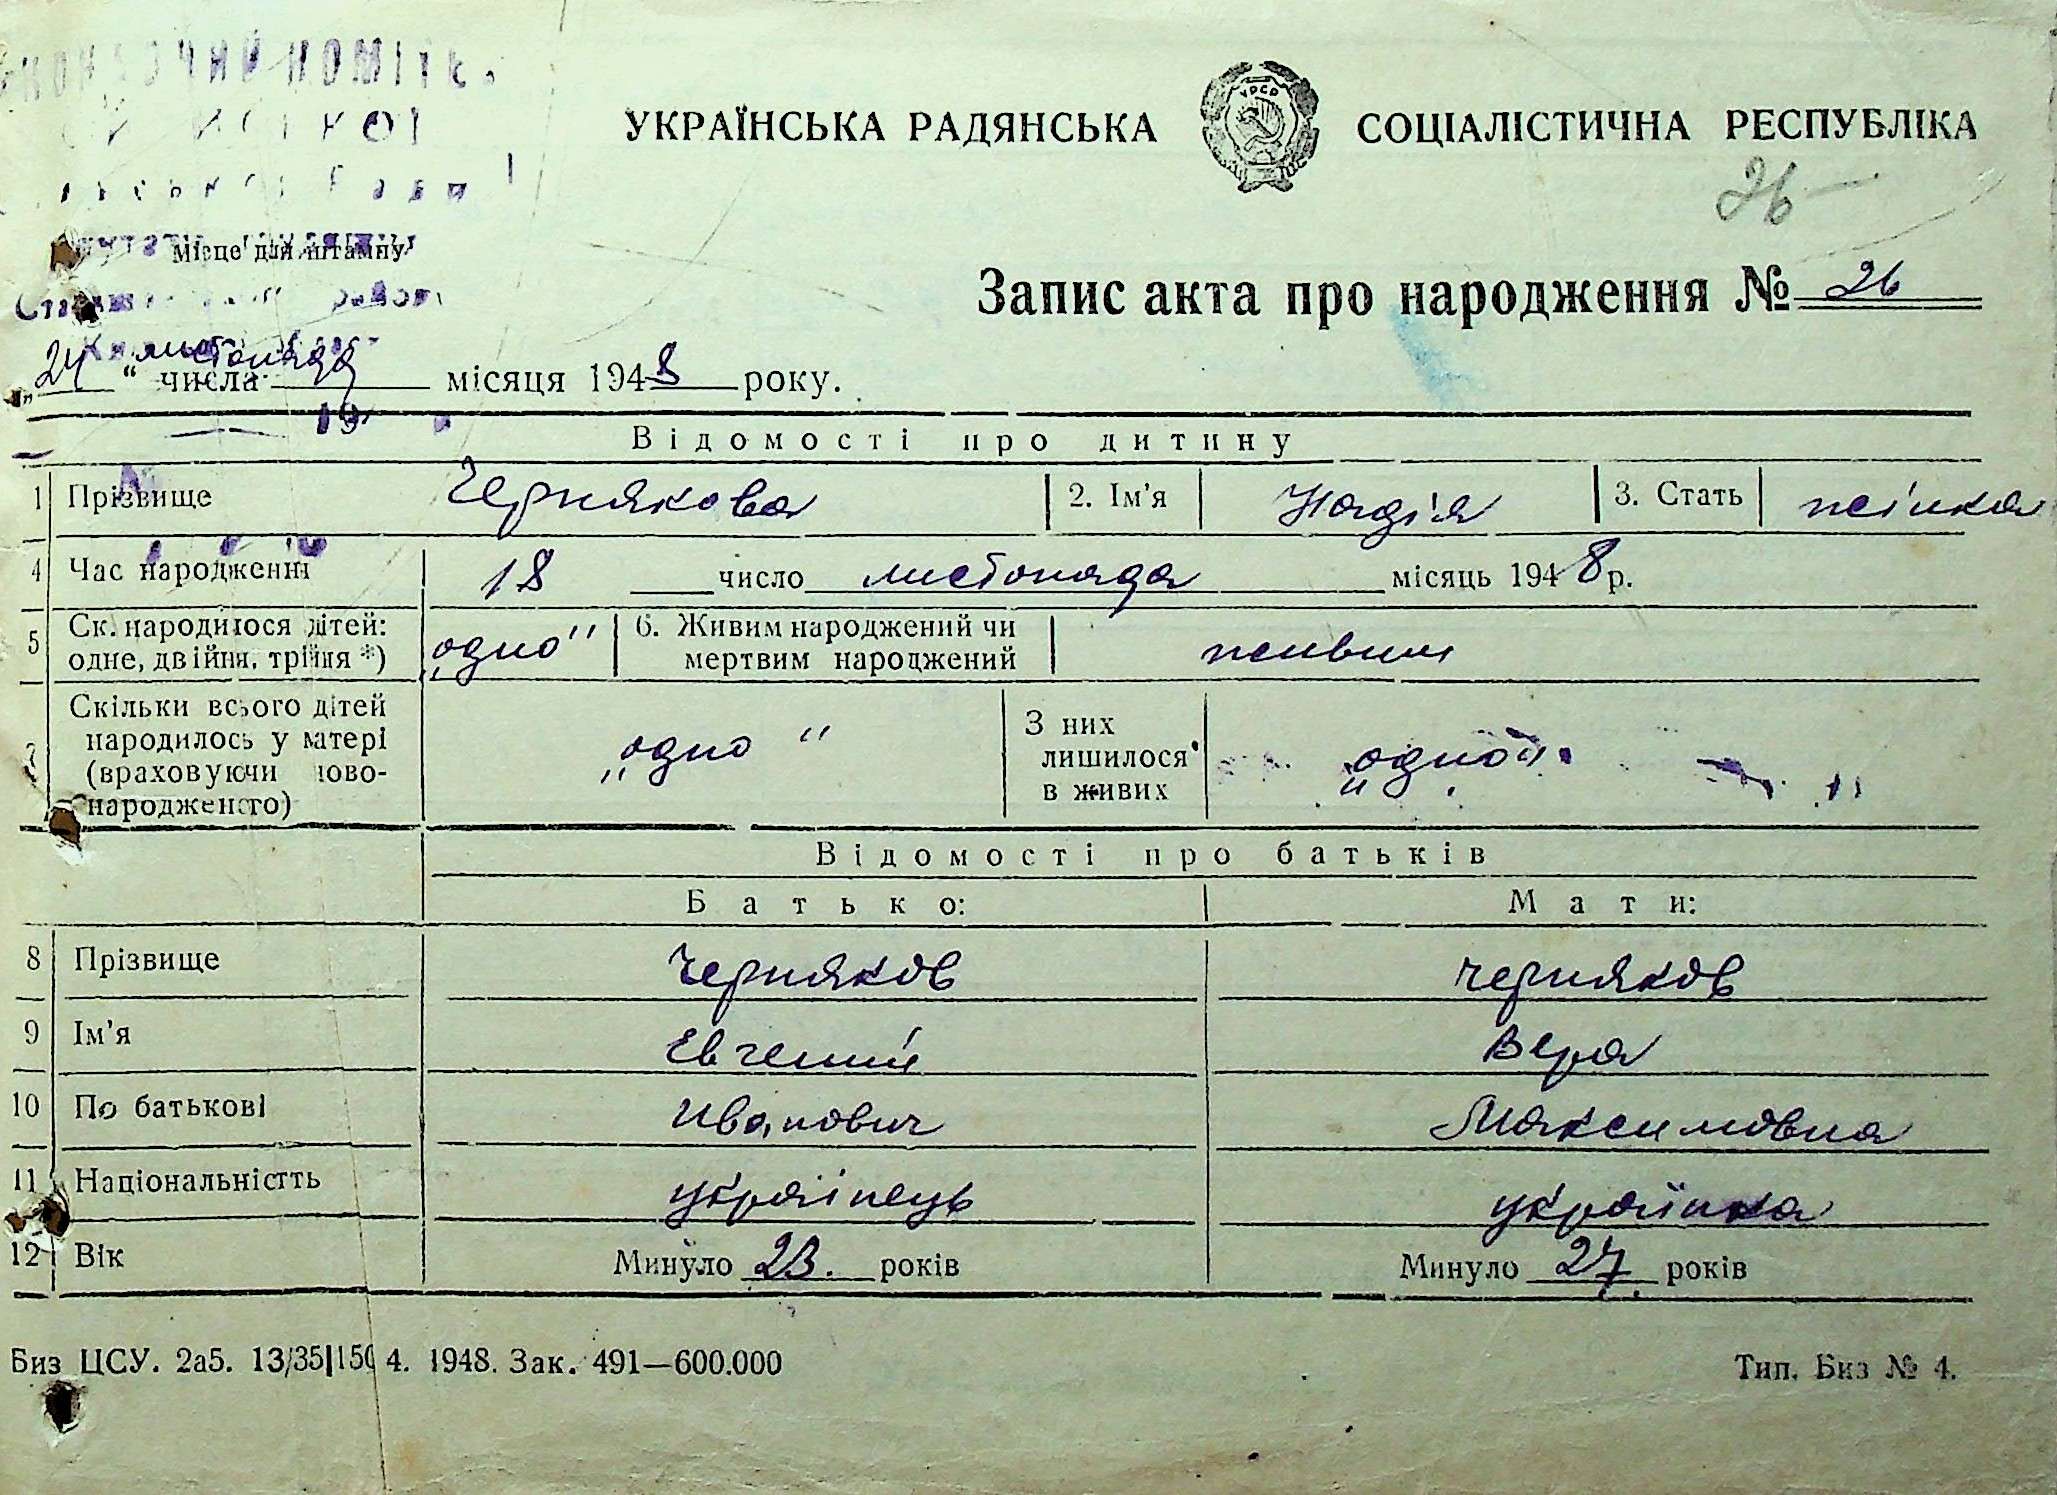 УРСР
УКРАЇНСЬКА РАДЯНСЬКА СОЦІАЛІСТИЧНА РЕСПУБЛІКА
26
Місце для штампу
Запис акта про народження № 26
„24“ числа листопада місяця 1948 року.
19
Відомості про дитину
1 Прізвище Чернякова 2. Ім’я Надія 3. Стать жінка
4 Час народження 18 число листопада місяць 1948 р.
5 Ск. народилося дітей: одне, двійня, трійня *) „одно“ 6. Живим народжений чи мертвим народжений живим
7 Скільки всього дітей народилось у матері (враховуючи новонародженого) „одно“ З них лишилося в живих „одно“
Відомості про батьків
Батько: Мати:
8 Прізвище Черняков Черняков
9 Ім’я Евгений Вера
10 По батькові Иванович Максимовна
11 Національністть українець українка
12 Вік Минуло 23. років Минуло 27 років
Биз ЦСУ. 2а5. 13/35 4. 1948. Зак. 491—600.000 Тип. Биз № 4.